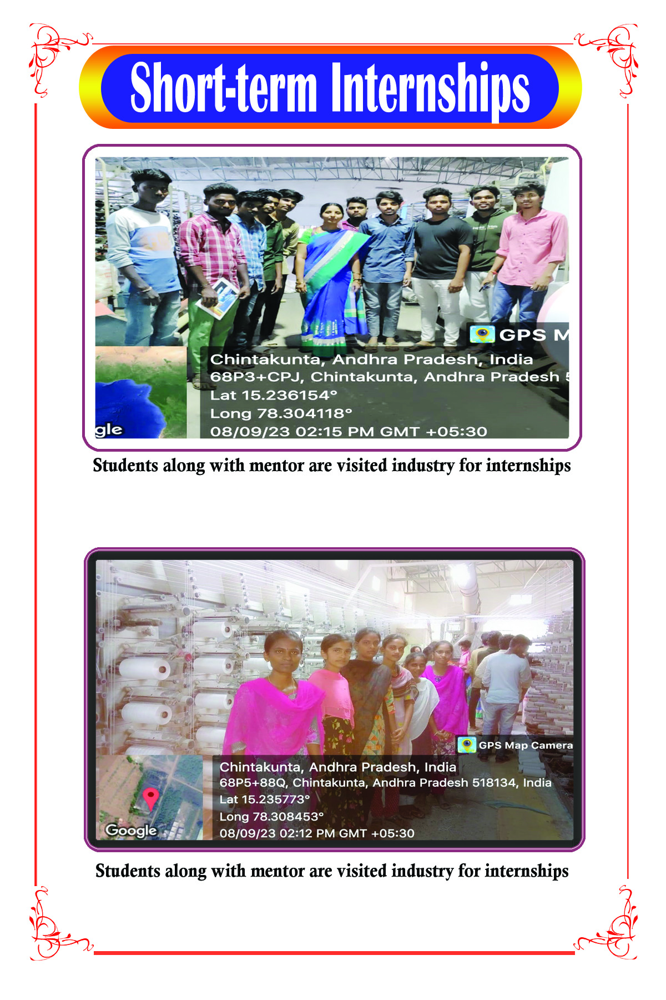 Short-term Internships
GPS M
Chintakunta, Andhra Pradesh, India
68P3+CPJ, Chintakunta, Andhra Pradesh 5
Lat 15.236154°
Long 78.304118°
gle
08/09/23 02:15 PM GMT +05:30
Students along with mentor are visited industry for internships
GPS Map Camera
Chintakunta, Andhra Pradesh, India
68P5+88Q, Chintakunta, Andhra Pradesh 518134, India
Lat 15.235773°
Long 78.308453°
Google
08/09/23 02:12 PM GMT +05:30
Students along with mentor are visited industry for internships